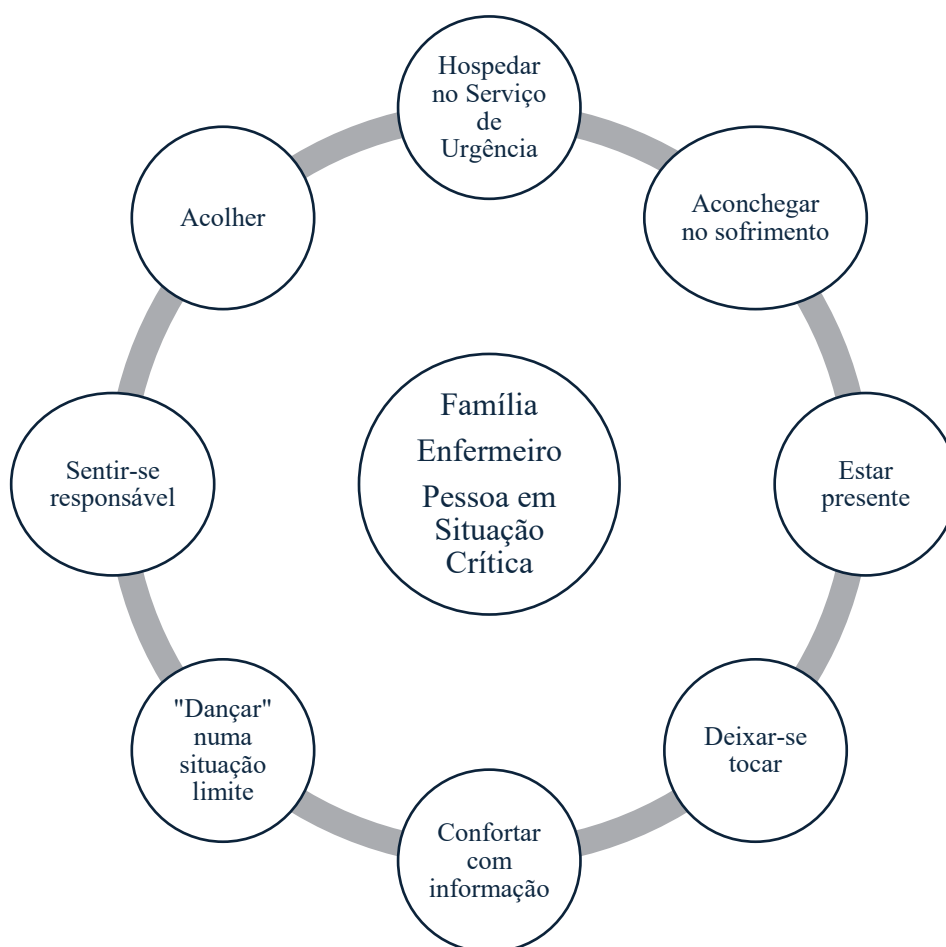 Hospedar
no Serviço
de
Urgência
Aconchegar
no sofrimento
Estar
presente
Deixar-se
tocar
Confortar
com
informação
"Dançar"
numa
situação
limite
Sentir-se
responsável
Acolher
Família
Enfermeiro
Pessoa em
Situação
Crítica